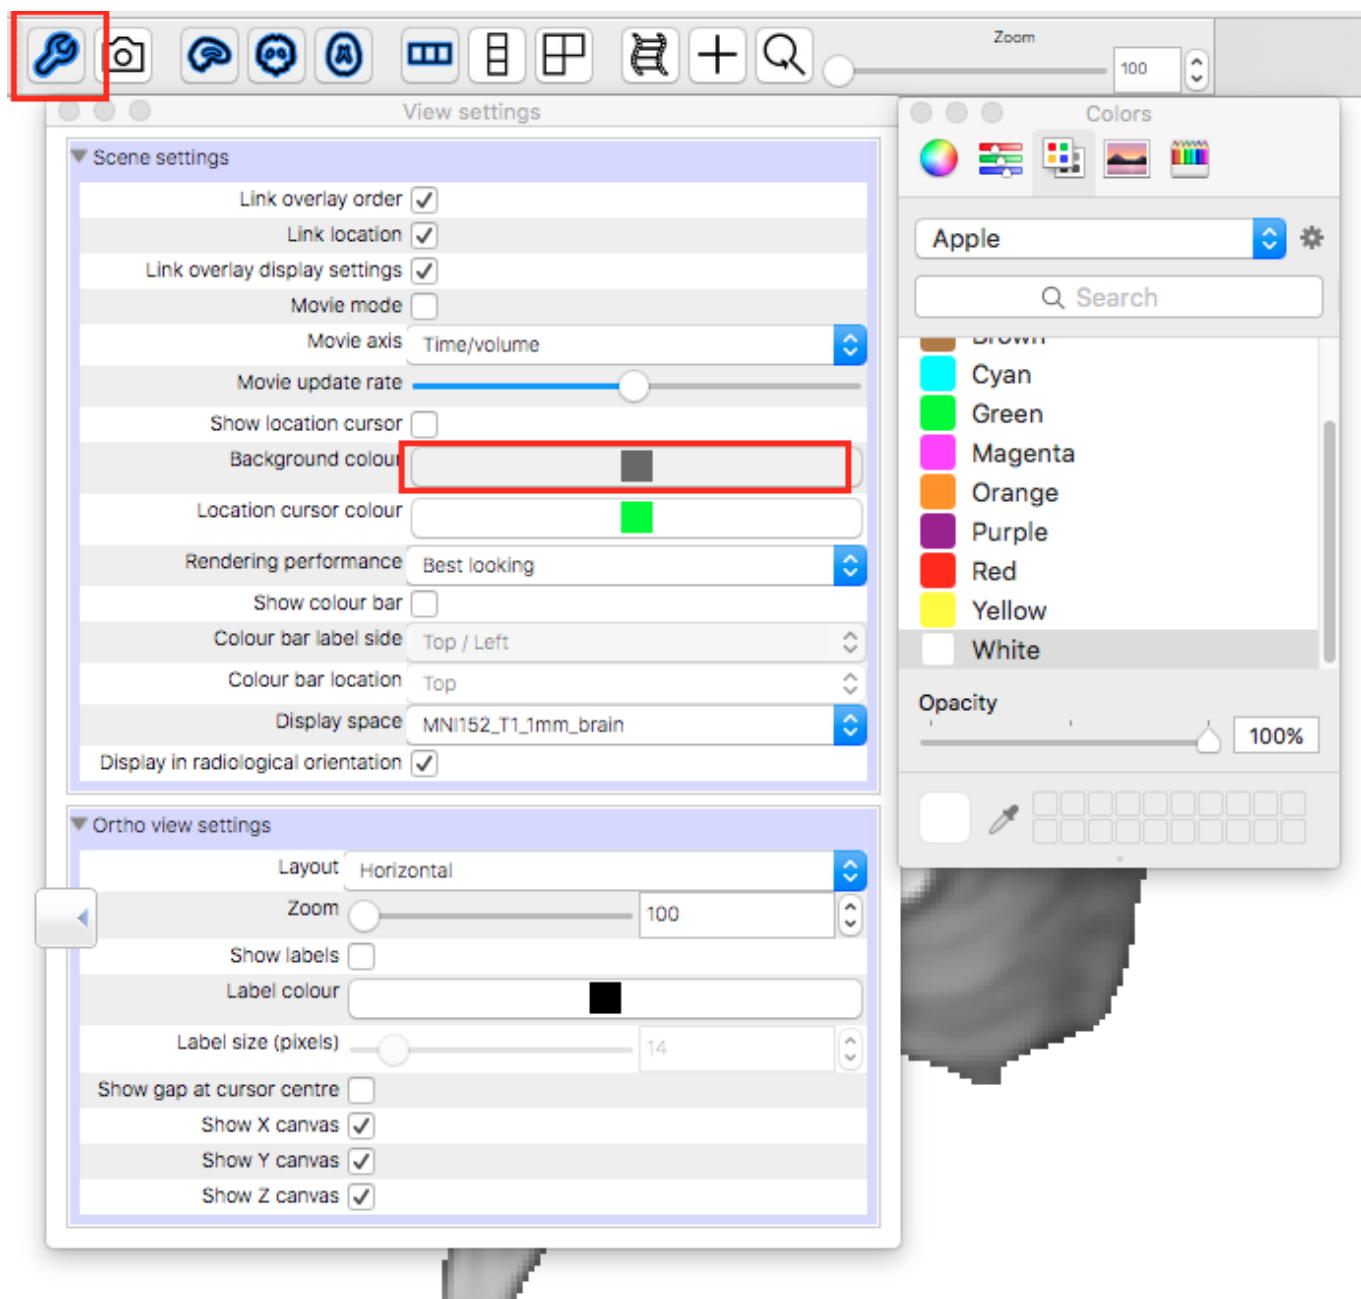 Zoom
100
View settings
Scene settings
Link overlay order
Link location
Link overlay display settings
Movie mode
Movie axis Time/volume
Movie update rate
Show location cursor
Background colour
Location cursor colour
Rendering performance Best looking
Show colour bar
Colour bar label side Top / Left
Colour bar location Top
Display space MNI152_T1_1mm_brain
Display in radiological orientation
Ortho view settings
Layout Horizontal
Zoom 100
Show labels
Label colour
Label size (pixels) 14
Show gap at cursor centre
Show X canvas
Show Y canvas
Show Z canvas
Colors
Apple
Search
Brown
Cyan
Green
Magenta
Orange
Purple
Red
Yellow
White
Opacity
100%